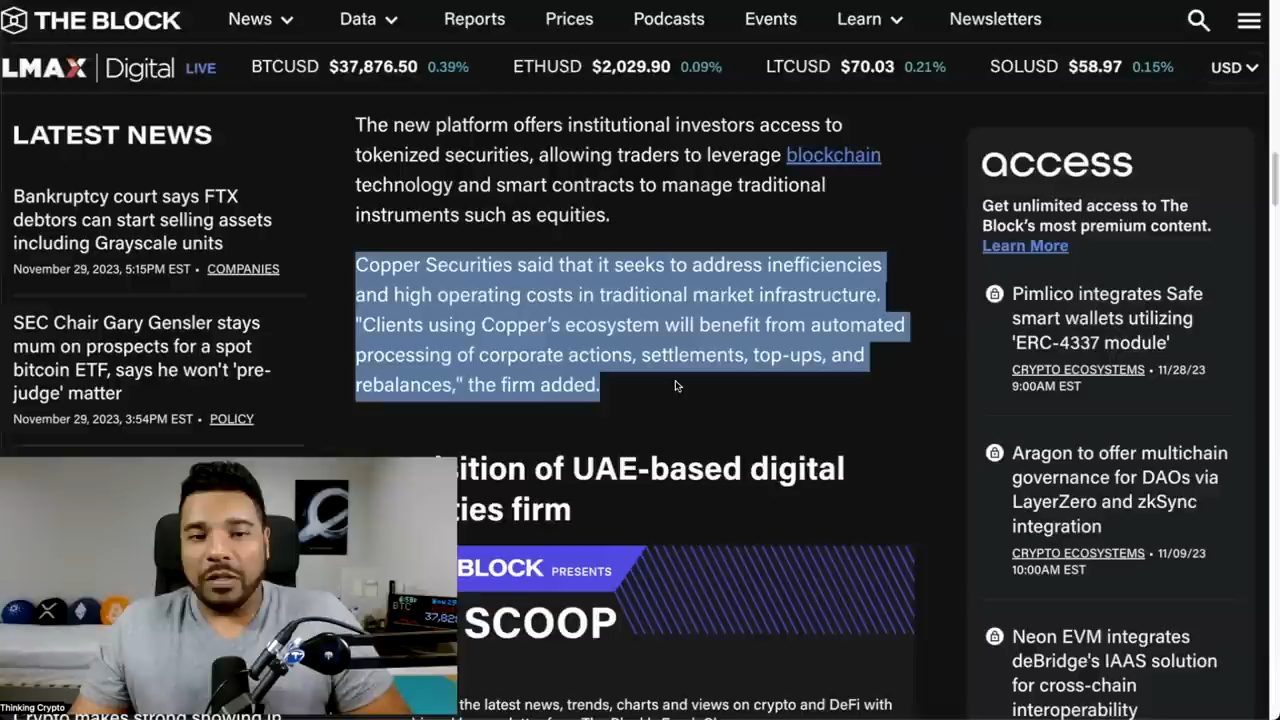 THE BLOCK
News
Data
Reports
Prices
Podcasts
Events
Learn
Newsletters
LMAX Digital LIVE
BTCUSD $37,876.50 0.39%
ETHUSD $2,029.90 0.09%
LTCUSD $70.03 0.21%
SOLUSD $58.97 0.15%
USD
LATEST NEWS
Bankruptcy court says FTX
debtors can start selling assets
including Grayscale units
November 29, 2023, 5:15PM EST • COMPANIES
SEC Chair Gary Gensler stays
mum on prospects for a spot
bitcoin ETF, says he won't 'pre-
judge' matter
November 29, 2023, 3:54PM EST • POLICY
The new platform offers institutional investors access to
tokenized securities, allowing traders to leverage blockchain
technology and smart contracts to manage traditional
instruments such as equities.
Copper Securities said that it seeks to address inefficiencies
and high operating costs in traditional market infrastructure.
"Clients using Copper’s ecosystem will benefit from automated
processing of corporate actions, settlements, top-ups, and
rebalances," the firm added.
sition of UAE-based digital
ties firm
BLOCK PRESENTS
SCOOP
the latest news, trends, charts and views on crypto and DeFi with
access
Get unlimited access to The
Block’s most premium content.
Learn More
Pimlico integrates Safe
smart wallets utilizing
'ERC-4337 module'
CRYPTO ECOSYSTEMS • 11/28/23
9:00AM EST
Aragon to offer multichain
governance for DAOs via
LayerZero and zkSync
integration
CRYPTO ECOSYSTEMS • 11/09/23
10:00AM EST
Neon EVM integrates
deBridge's IAAS solution
for cross-chain
interoperability
BTC
37,82
Thinking Crypto